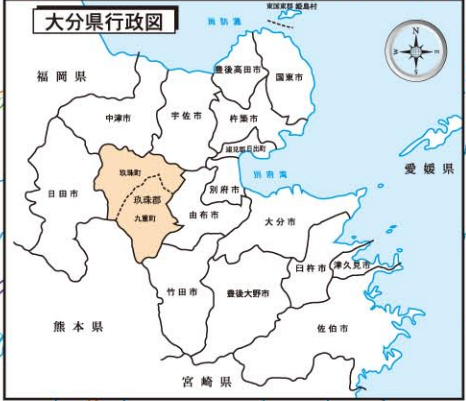 大分県行政図
周防灘
東国東郡 姫島村
福岡県
豊後高田市
国東市
中津市
宇佐市
杵築市
速見郡日出町
愛媛県
別府湾
玖珠町
日田市
玖珠郡
別府市
九重町
由布市
大分市
臼杵市
津久見市
竹田市
豊後大野市
佐伯市
熊本県
宮崎県
N
E
S
W